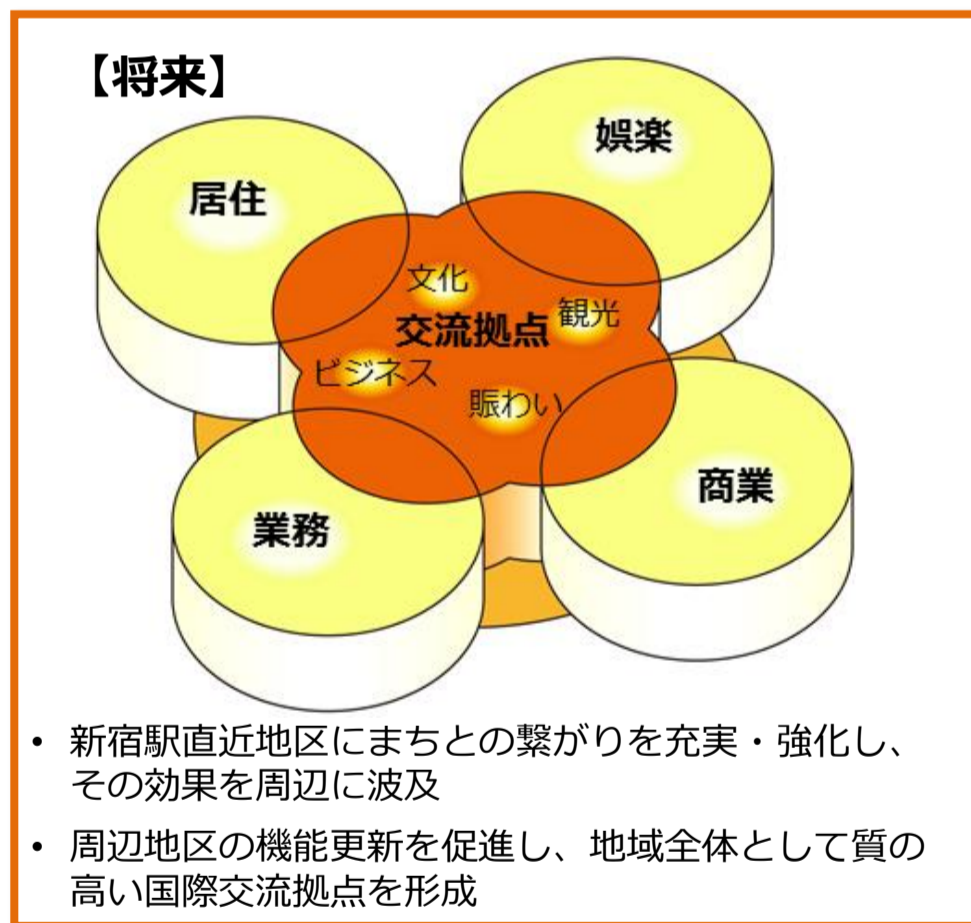 【将来】
娯楽
居住
文化
観光
交流拠点
ビジネス
賑わい
商業
業務
• 新宿駅直近地区にまちとの繋がりを充実・強化し、
その効果を周辺に波及
• 周辺地区の機能更新を促進し、地域全体として質の
高い国際交流拠点を形成